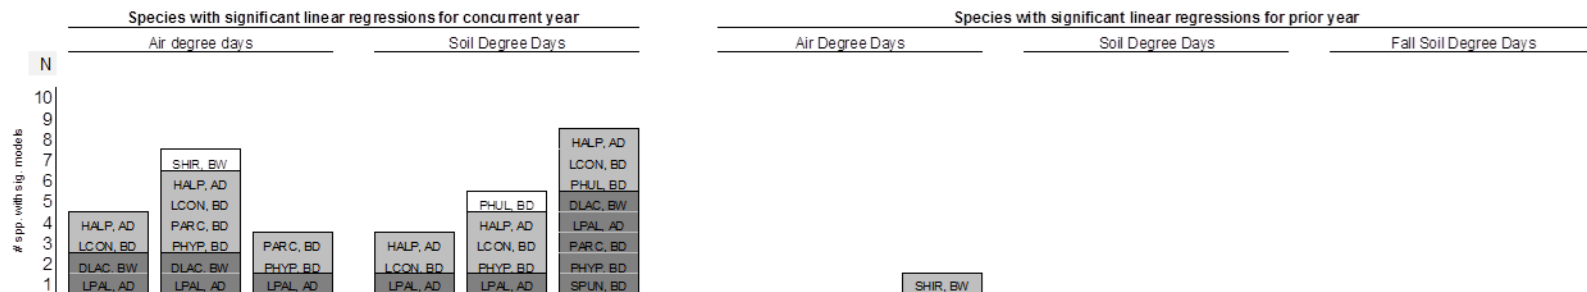 Species with significant linear regressions for concurrent year
Species with significant linear regressions for prior year
Air degree days
Soil Degree Days
Air Degree Days
Soil Degree Days
Fall Soil Degree Days
N
# spp. with sig. models
10
9
8
7
6
5
4
3
2
1
HALP, AD
LCON, BD
DLAC. BW
LPAL, AD
SHIR, BW
HALP, AD
LCON, BD
PARC, BD
PHYP, BD
DLAC. BW
LPAL, AD
PARC, BD
PHYP. BD
LPAL, AD
HALP, AD
LCON, BD
LPAL, AD
PHUL, BD
HALP, AD
LCON, BD
PHYP. BD
LPAL, AD
HALP, AD
LCON, BD
PHUL, BD
DLAC, BW
LPAL, AD
PARC, BD
PHYP. BD
SPUN, BD
SHIR, BW